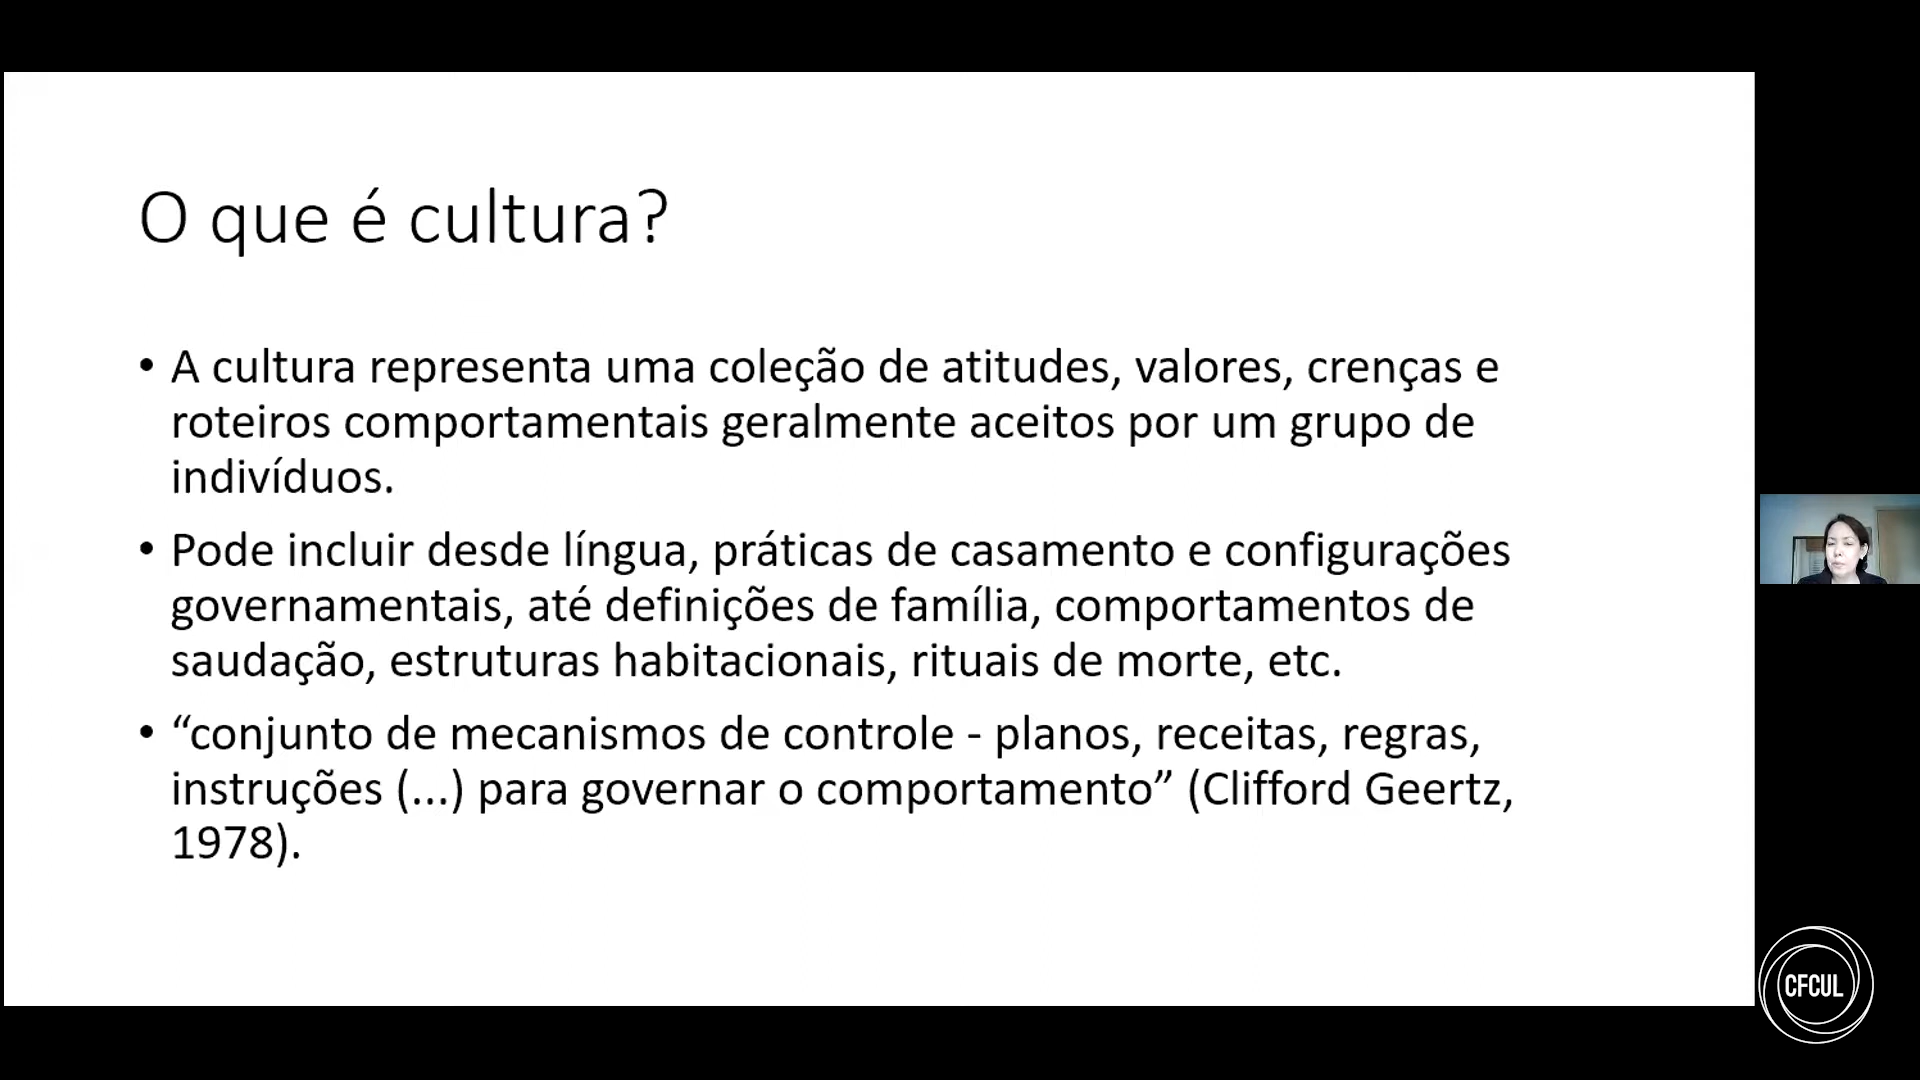 O que é cultura?
• A cultura representa uma coleção de atitudes, valores, crenças e
roteiros comportamentais geralmente aceitos por um grupo de
indivíduos.
• Pode incluir desde língua, práticas de casamento e configurações
governamentais, até definições de família, comportamentos de
saudação, estruturas habitacionais, rituais de morte, etc.
• “conjunto de mecanismos de controle - planos, receitas, regras,
instruções (...) para governar o comportamento” (Clifford Geertz,
1978).
CFCUL